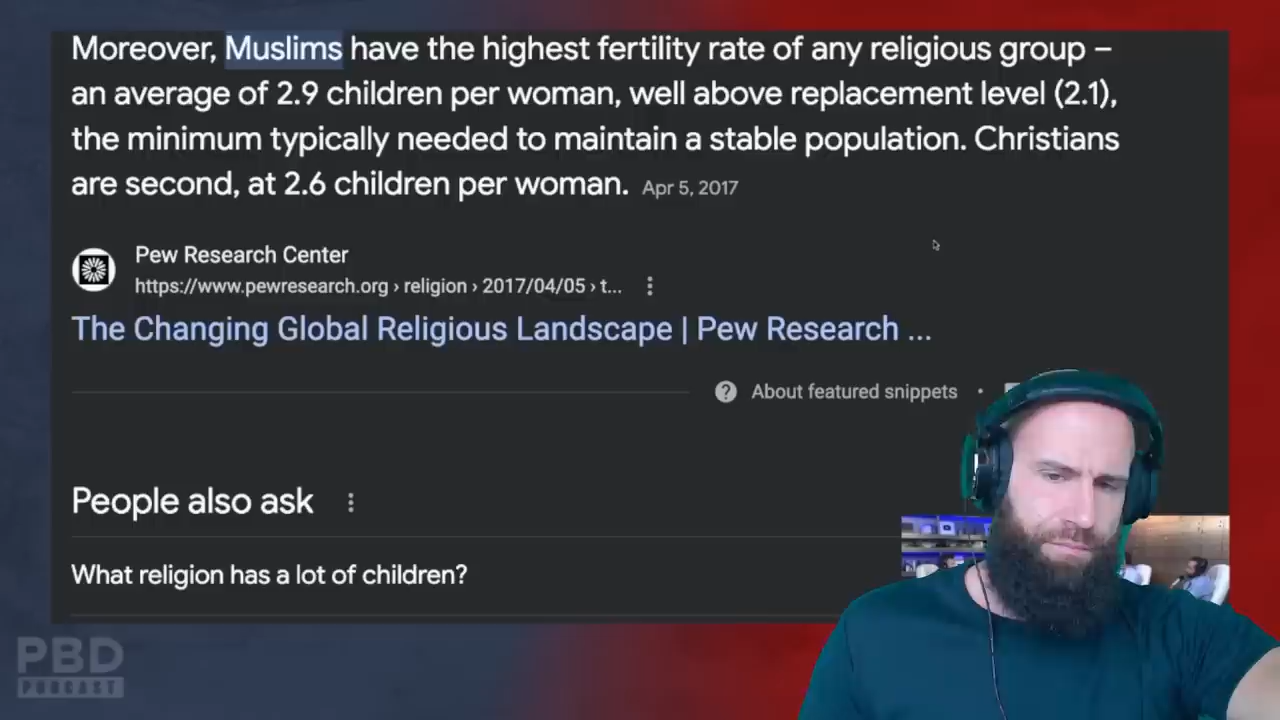 Moreover, Muslims have the highest fertility rate of any religious group –
an average of 2.9 children per woman, well above replacement level (2.1),
the minimum typically needed to maintain a stable population. Christians
are second, at 2.6 children per woman. Apr 5, 2017
Pew Research Center
https://www.pewresearch.org › religion › 2017/04/05 › t...
The Changing Global Religious Landscape | Pew Research ...
About featured snippets •
People also ask
What religion has a lot of children?
PBD
PODCAST